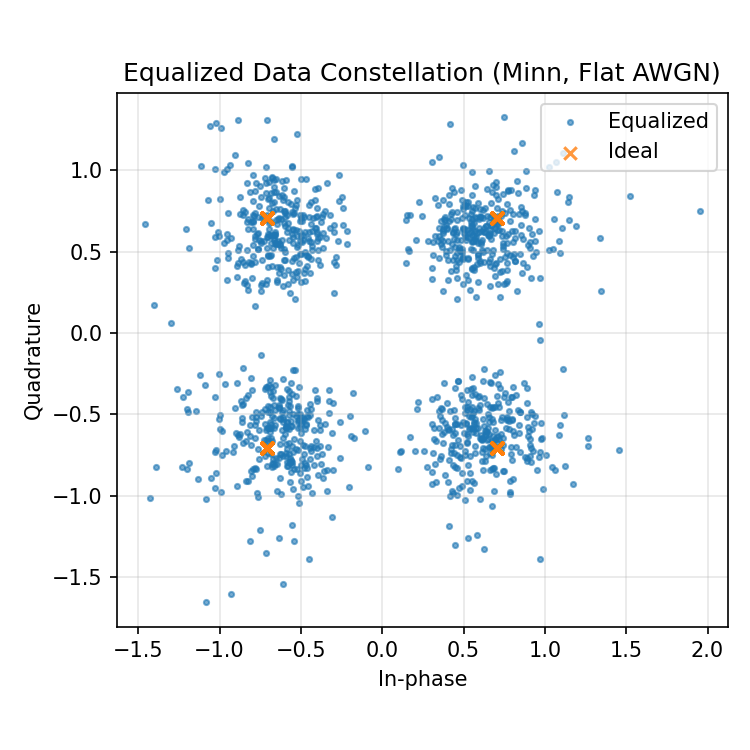 Equalized Data Constellation (Minn, Flat AWGN)
Equalized
Ideal
Quadrature
1.0
0.5
0.0
−0.5
−1.0
−1.5
−1.5
−1.0
−0.5
0.0
0.5
1.0
1.5
2.0
In-phase